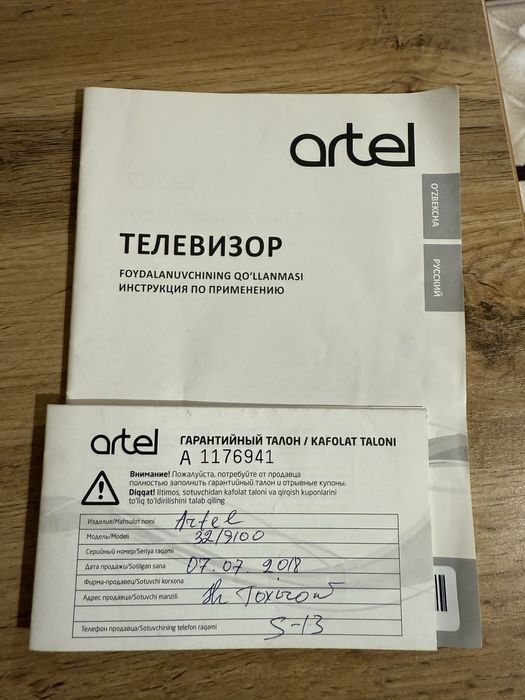 artel
O'ZBEKCHA
РУССКИЙ
ТЕЛЕВИЗОР
FOYDALANUVCHINING QO'LLANMASI
ИНСТРУКЦИЯ ПО ПРИМЕНЕНИЮ
artel
ГАРАНТИЙНЫЙ ТАЛОН / KAFOLAT TALONI
А 1176941
Внимание! Пожалуйста, потребуйте от продавца
полностью заполнить гарантийный талон и отрывные купоны.
Diqqat! Iltimos, sotuvchidan kafolat taloni va qirqish kuponlarini
to'liq to'ldirilishini talab qiling
Изделие/Mahsulot nomi Artel
Модель/Modeli 32/9100
Серийный номер/Seriya raqami
Дата продажи/Sotilgan sana 07.07.2018
Фирма-продавец/Sotuvchi korxona
Адрес продавца/Sotuvchi manzili
Телефон продавца/Sotuvchining telefon raqami S-13